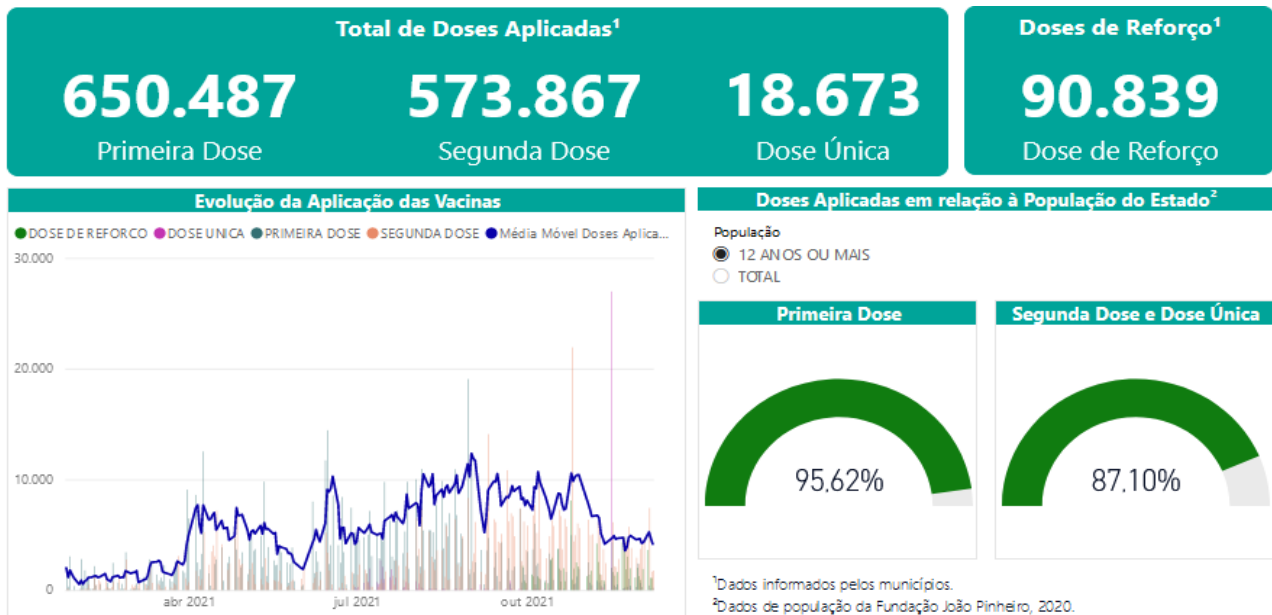 Total de Doses Aplicadas¹
650.487
Primeira Dose
573.867
Segunda Dose
18.673
Dose Única
Doses de Reforço¹
90.839
Dose de Reforço
Evolução da Aplicação das Vacinas
DOSE DE REFORCO DOSE UNICA PRIMEIRA DOSE SEGUNDA DOSE Média Móvel Doses Aplica...
30.000
20.000
10.000
0
abr 2021 jul 2021 out 2021
Doses Aplicadas em relação à População do Estado²
População
12 ANOS OU MAIS
TOTAL
Primeira Dose
95,62%
Segunda Dose e Dose Única
87,10%
¹Dados informados pelos municípios.
²Dados de população da Fundação João Pinheiro, 2020.